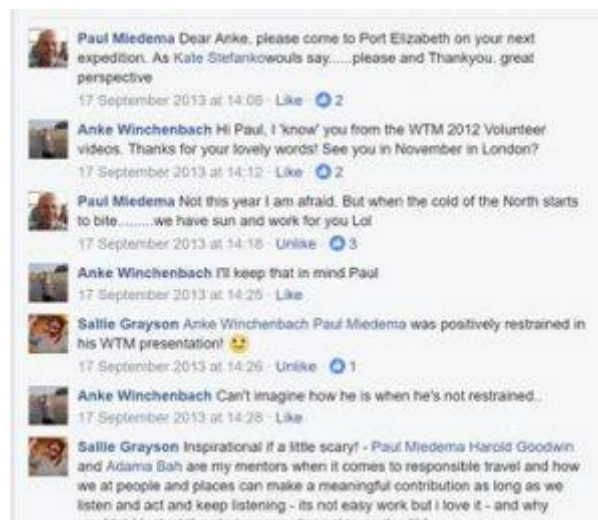 Paul Miedema Dear Anke, please come to Port Elizabeth on your next
expedition. As Kate Stefankowouls say......please and Thankyou. great
perspective
17 September 2013 at 14:08 · Like · 2
Anke Winchenbach Hi Paul, I 'know' you from the WTM 2012 Volunteer
videos. Thanks for your lovely words! See you in November in London?
17 September 2013 at 14:12 · Like · 2
Paul Miedema Not this year I am afraid. But when the cold of the North starts
to bite.........we have sun and work for you Lol
17 September 2013 at 14:18 · Unlike · 3
Anke Winchenbach I'll keep that in mind Paul
17 September 2013 at 14:25 · Like
Sallie Grayson Anke Winchenbach Paul Miedema was positively restrained in
his WTM presentation! 😉
17 September 2013 at 14:26 · Unlike · 1
Anke Winchenbach Can't imagine how he is when he's not restrained..
17 September 2013 at 14:28 · Like
Sallie Grayson Inspirational if a little scary! - Paul Miedema Harold Goodwin
and Adama Bah are my mentors when it comes to responsible travel and how
we at people and places can make a meaningful contribution as long as we
listen and act and keep listening - its not easy work but i love it - and why